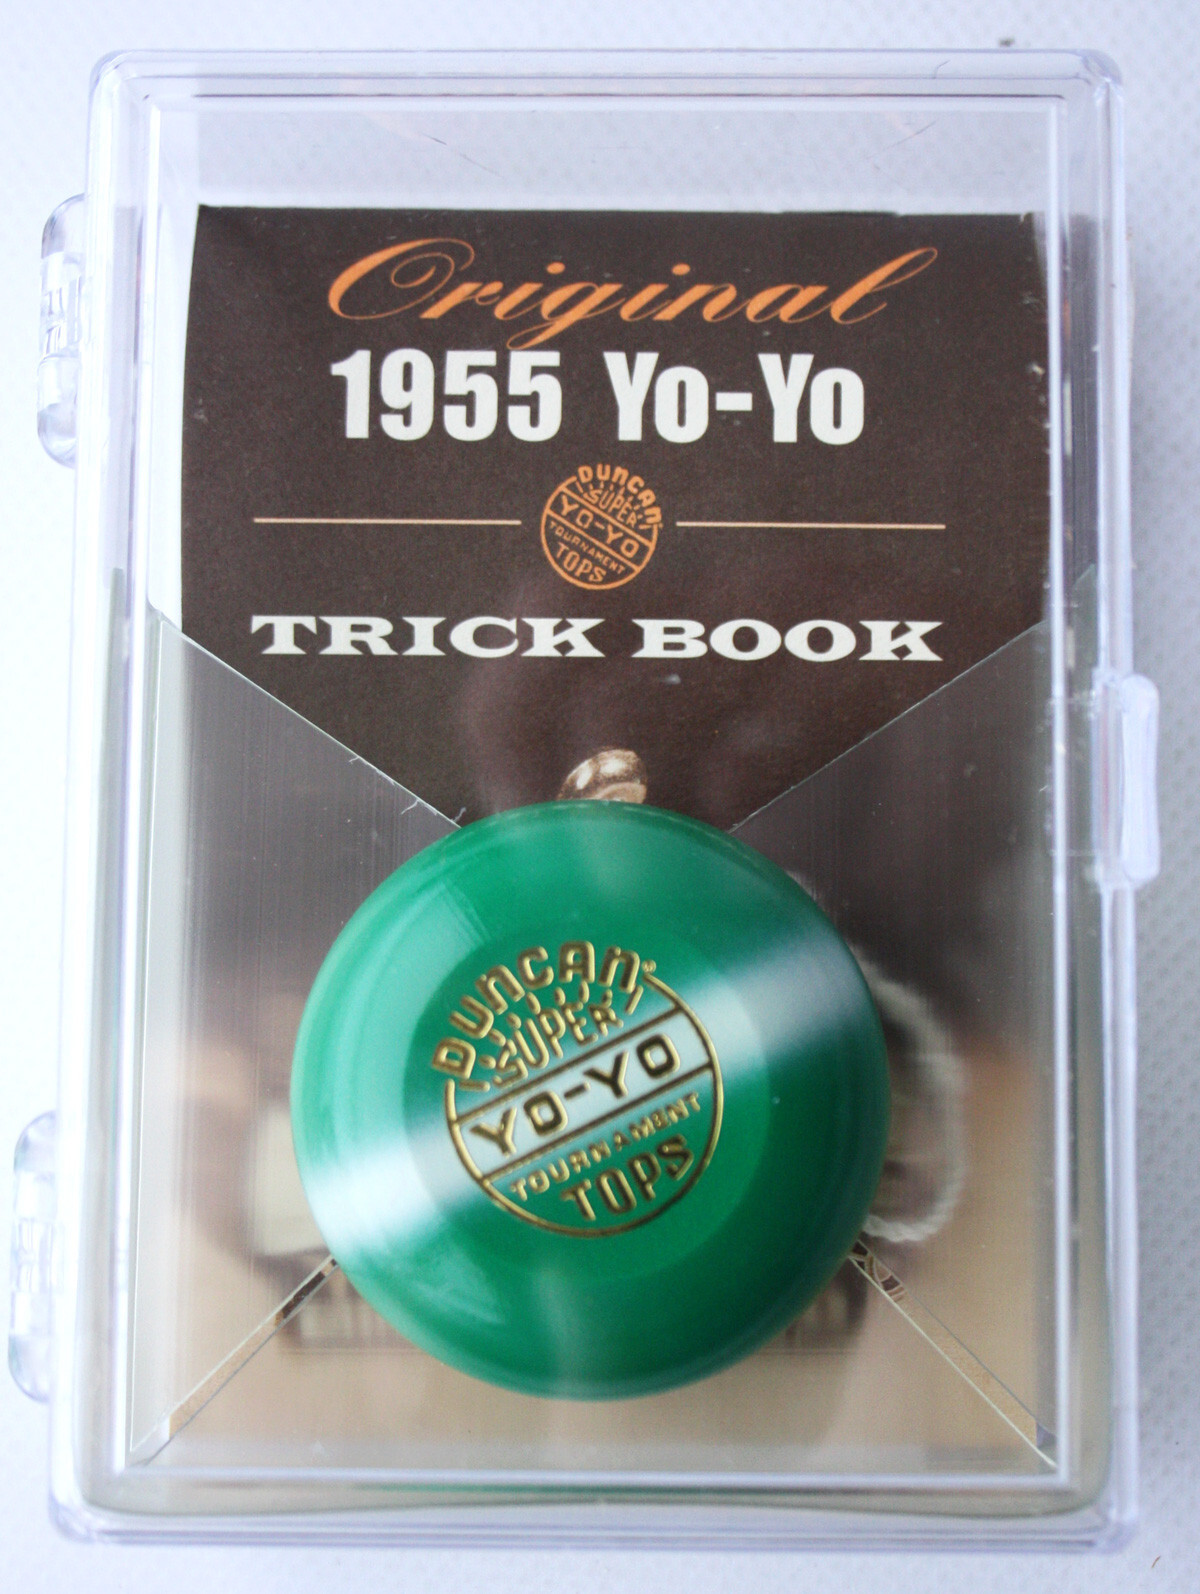 Original
1955 Yo-Yo
DUNCAN
SUPER
YO-YO
TOURNAMENT
TOPS
TRICK BOOK
DUNCAN®
SUPER
YO-YO
TOURNAMENT
TOPS